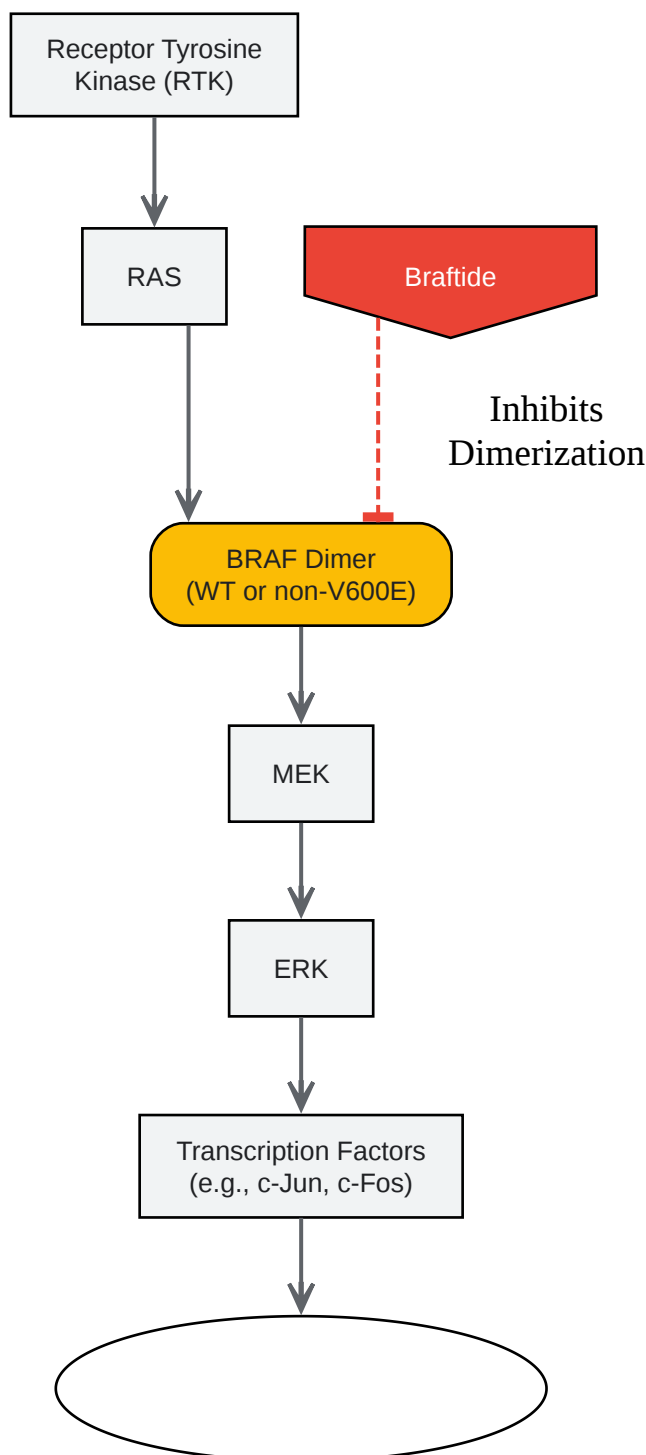 Receptor Tyrosine
Kinase (RTK)
RAS
Braftide
Inhibits
Dimerization
BRAF Dimer
(WT or non-V600E)
MEK
ERK
Transcription Factors
(e.g., c-Jun, c-Fos)